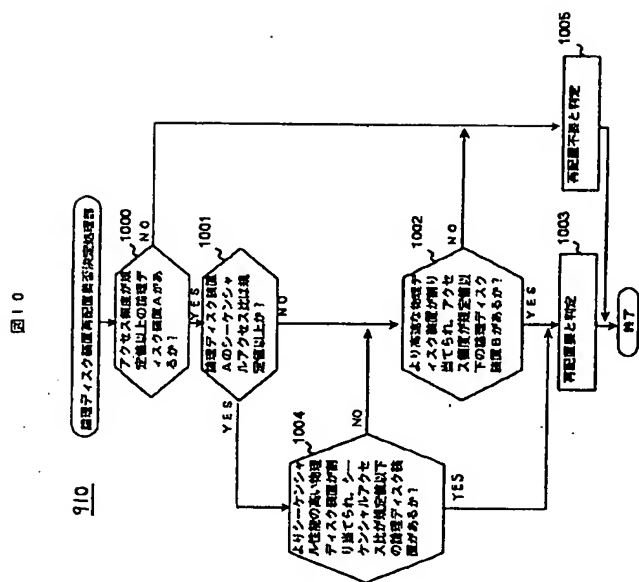 図10
910
論理ディスク装置再配置要否決定処理部
1000
アクセス頻度が規
定値以上の論理デ
ィスク装置Aがあ
るか?
NO
YES
1001
論理ディスク装置
Aのシーケンシャ
ルアクセス比は規
定値以上か?
YES
NO
1004
よりシーケンシャ
ル性能の高い物理
ディスク装置が割
り当てられ、シー
ケンシャルアクセ
ス比が規定値以下
の論理ディスク装
置があるか?
NO
YES
1002
より高速な物理デ
ィスク装置が割り
当てられ、アクセ
ス頻度が規定値以
下の論理ディスク
装置Bがあるか?
NO
YES
1003
再配置要と判定
1005
再配置不要と判定
終了